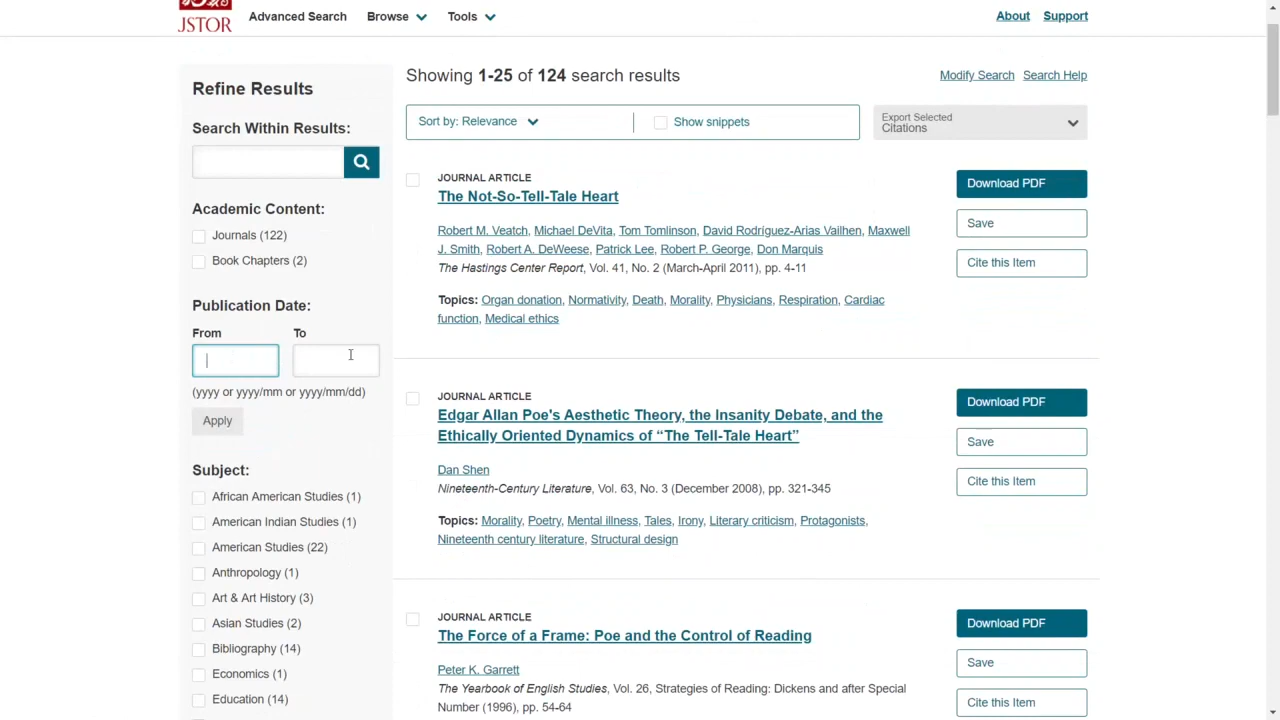 JSTOR
Advanced Search Browse Tools
About Support
Refine Results
Search Within Results:
Academic Content:
Journals (122)
Book Chapters (2)
Publication Date:
From To
(yyyy or yyyy/mm or yyyy/mm/dd)
Apply
Subject:
African American Studies (1)
American Indian Studies (1)
American Studies (22)
Anthropology (1)
Art & Art History (3)
Asian Studies (2)
Bibliography (14)
Economics (1)
Education (14)
Showing 1-25 of 124 search results
Modify Search Search Help
Sort by: Relevance Show snippets
Export Selected
Citations
JOURNAL ARTICLE
The Not-So-Tell-Tale Heart
Robert M. Veatch, Michael DeVita, Tom Tomlinson, David Rodríguez-Arias Vailhen, Maxwell
J. Smith, Robert A. DeWeese, Patrick Lee, Robert P. George, Don Marquis
The Hastings Center Report, Vol. 41, No. 2 (March-April 2011), pp. 4-11
Topics: Organ donation, Normativity, Death, Morality, Physicians, Respiration, Cardiac
function, Medical ethics
Download PDF
Save
Cite this Item
JOURNAL ARTICLE
Edgar Allan Poe's Aesthetic Theory, the Insanity Debate, and the
Ethically Oriented Dynamics of “The Tell-Tale Heart”
Dan Shen
Nineteenth-Century Literature, Vol. 63, No. 3 (December 2008), pp. 321-345
Topics: Morality, Poetry, Mental illness, Tales, Irony, Literary criticism, Protagonists,
Nineteenth century literature, Structural design
Download PDF
Save
Cite this Item
JOURNAL ARTICLE
The Force of a Frame: Poe and the Control of Reading
Peter K. Garrett
The Yearbook of English Studies, Vol. 26, Strategies of Reading: Dickens and after Special
Number (1996), pp. 54-64
Download PDF
Save
Cite this Item